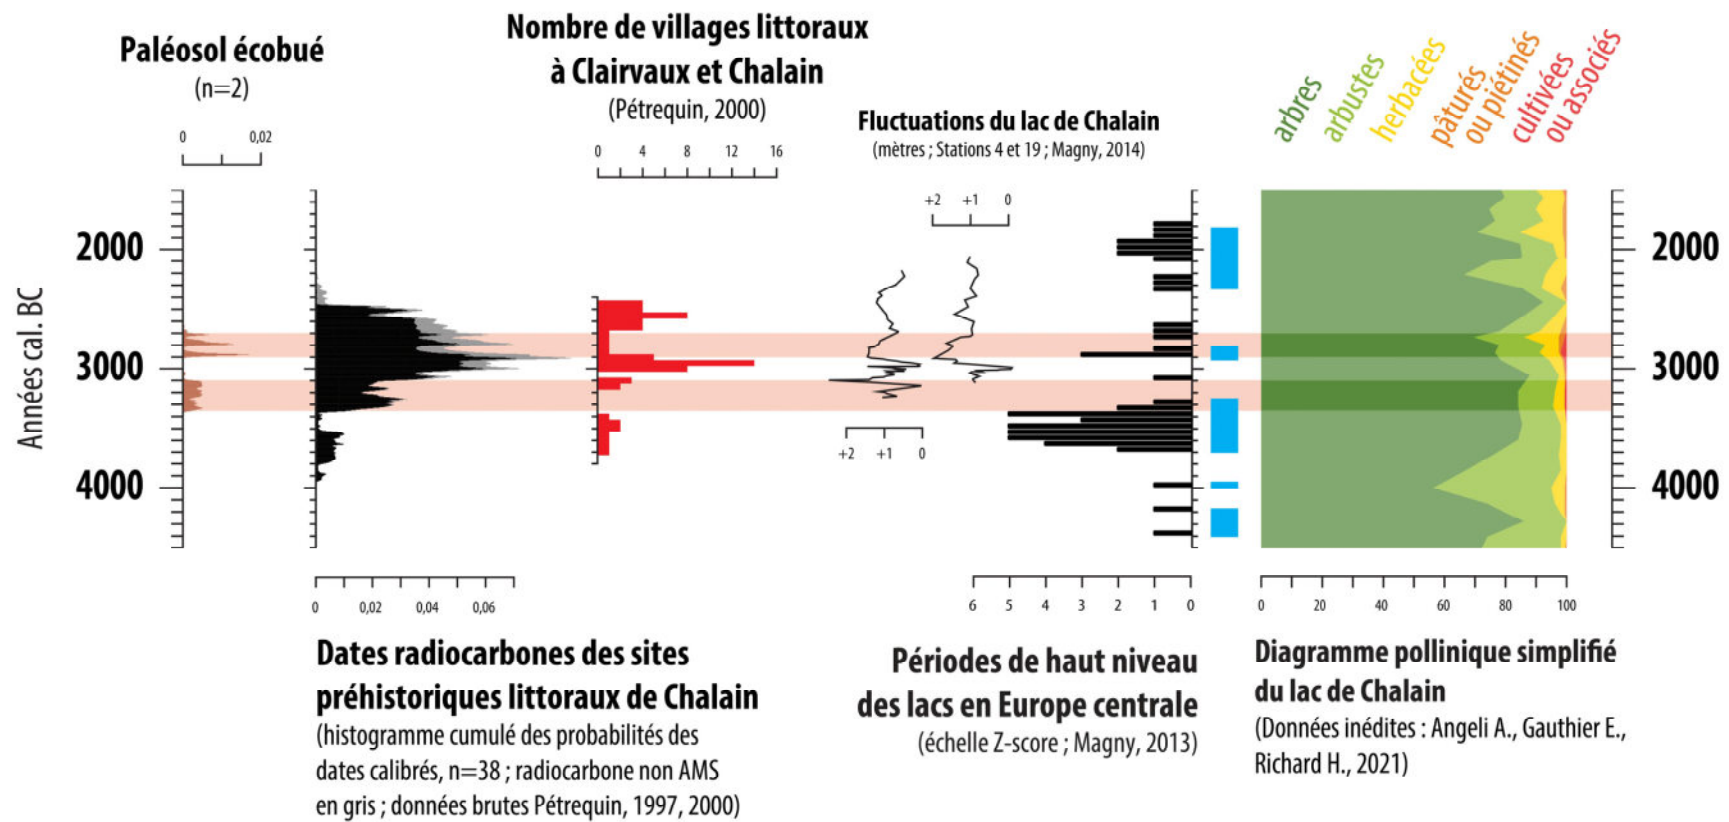 Paléosol écobué
(n=2)
0 0,02
Nombre de villages littoraux
à Clairvaux et Chalain
(Pétrequin, 2000)
0 4 8 12 16
Fluctuations du lac de Chalain
(mètres ; Stations 4 et 19 ; Magny, 2014)
+2 +1 0
+2 +1 0
arbres
arbustes
herbacées
pâturés
ou piétinés
cultivées
ou associés
Années cal. BC
2000
3000
4000
2000
3000
4000
0 0,02 0,04 0,06
Dates radiocarbones des sites
préhistoriques littoraux de Chalain
(histogramme cumulé des probabilités des
dates calibrés, n=38 ; radiocarbone non AMS
en gris ; données brutes Pétrequin, 1997, 2000)
6 5 4 3 2 1 0
Périodes de haut niveau
des lacs en Europe centrale
(échelle Z-score ; Magny, 2013)
0 20 40 60 80 100
Diagramme pollinique simplifié
du lac de Chalain
(Données inédites : Angeli A., Gauthier E.,
Richard H., 2021)